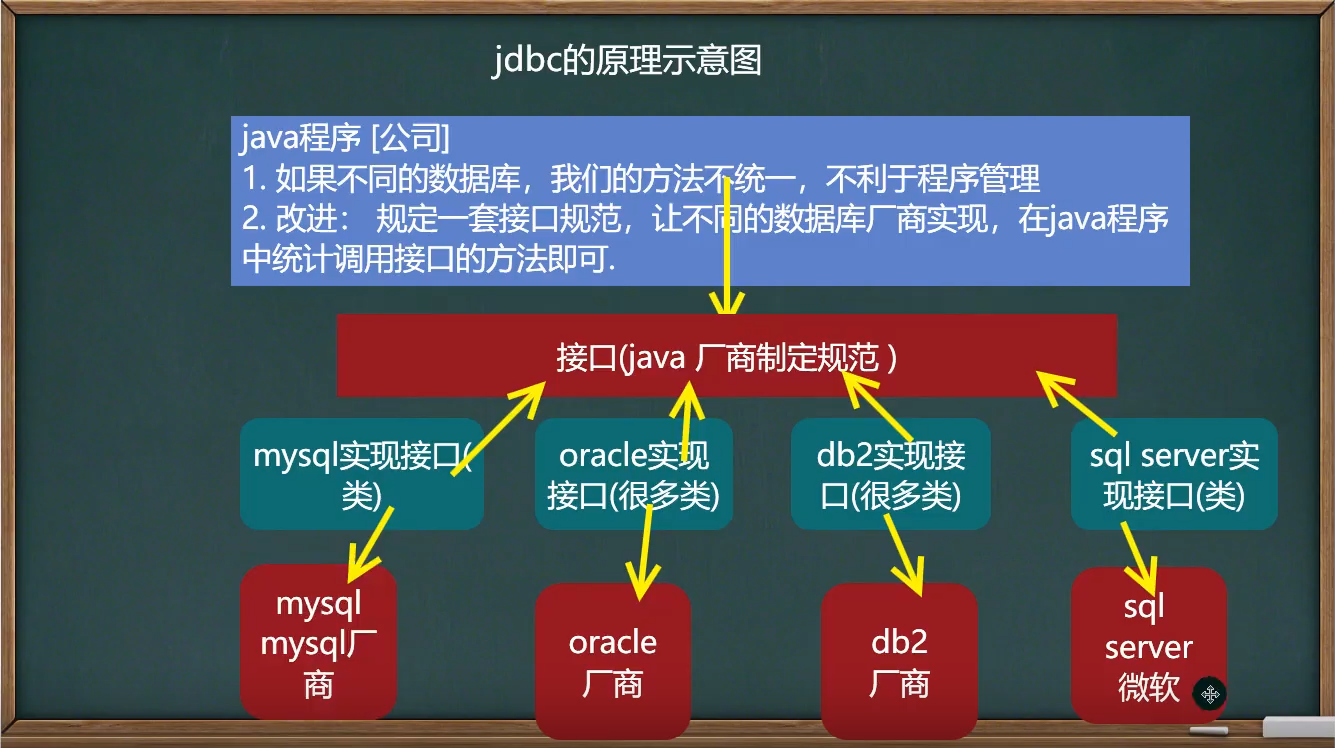 jdbc的原理示意图
java程序 [公司]
1. 如果不同的数据库，我们的方法不统一，不利于程序管理
2. 改进： 规定一套接口规范，让不同的数据库厂商实现，在java程序
中统计调用接口的方法即可.
接口(java 厂商制定规范 )
mysql实现接口(
类)
oracle实现
接口(很多类)
db2实现接
口(很多类)
sql server实
现接口(类)
mysql
mysql厂
商
oracle
厂商
db2
厂商
sql
server
微软